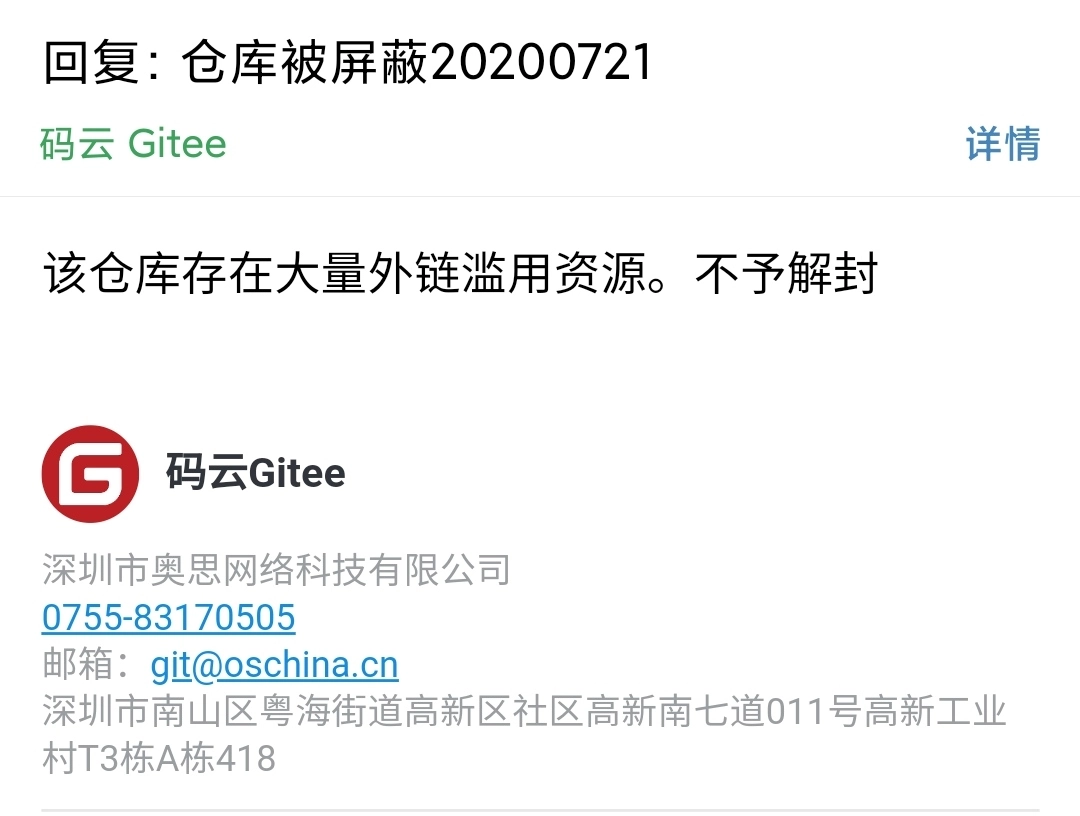 回复：仓库被屏蔽20200721
码云 Gitee
详情
该仓库存在大量外链滥用资源。不予解封
码云Gitee
深圳市奥思网络科技有限公司
0755-83170505
邮箱：git@oschina.cn
深圳市南山区粤海街道高新区社区高新南七道011号高新工业
村T3栋A栋418